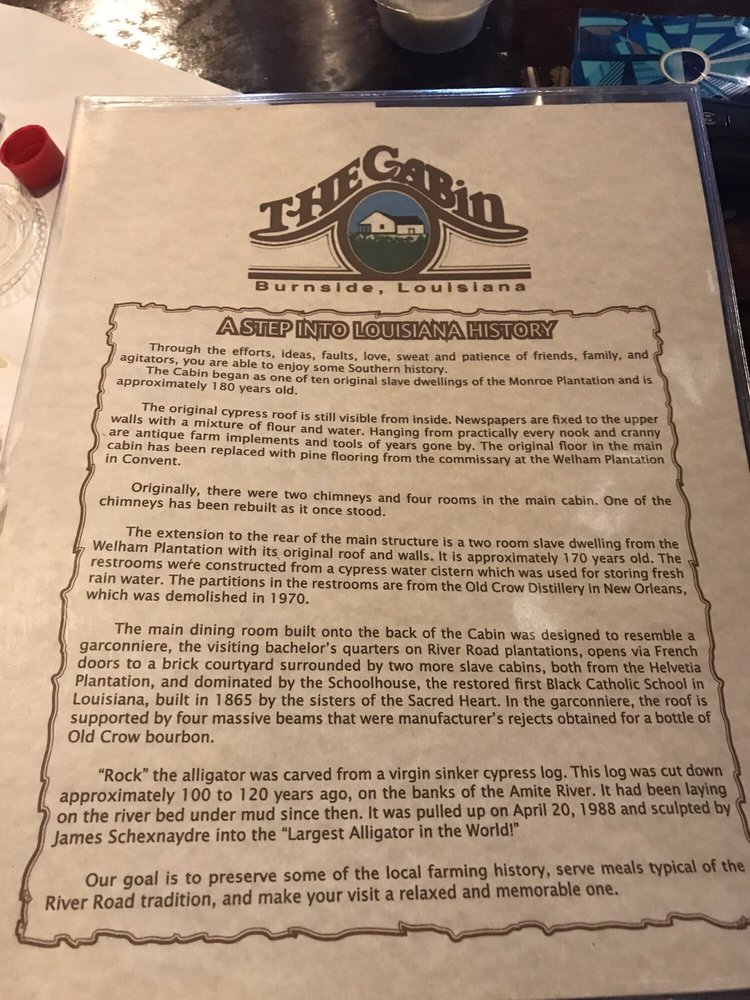 THE CABIN
Burnside, Louisiana
A STEP INTO LOUISIANA HISTORY
Through the efforts, ideas, faults, love, sweat and patience of friends, family, and
agitators, you are able to enjoy some Southern history.
The Cabin began as one of ten original slave dwellings of the Monroe Plantation and is
approximately 180 years old.
The original cypress roof is still visible from inside. Newspapers are fixed to the upper
walls with a mixture of flour and water. Hanging from practically every nook and cranny
are antique farm implements and tools of years gone by. The original floor in the main
cabin has been replaced with pine flooring from the commissary at the Welham Plantation
in Convent.
Originally, there were two chimneys and four rooms in the main cabin. One of the
chimneys has been rebuilt as it once stood.
The extension to the rear of the main structure is a two room slave dwelling from the
Welham Plantation with its original roof and walls. It is approximately 170 years old. The
restrooms were constructed from a cypress water cistern which was used for storing fresh
rain water. The partitions in the restrooms are from the Old Crow Distillery in New Orleans,
which was demolished in 1970.
The main dining room built onto the back of the Cabin was designed to resemble a
garconniere, the visiting bachelor's quarters on River Road plantations, opens via French
doors to a brick courtyard surrounded by two more slave cabins, both from the Helvetia
Plantation, and dominated by the Schoolhouse, the restored first Black Catholic School in
Louisiana, built in 1865 by the sisters of the Sacred Heart. In the garconniere, the roof is
supported by four massive beams that were manufacturer's rejects obtained for a bottle of
Old Crow bourbon.
"Rock" the alligator was carved from a virgin sinker cypress log. This log was cut down
approximately 100 to 120 years ago, on the banks of the Amite River. It had been laying
on the river bed under mud since then. It was pulled up on April 20, 1988 and sculpted by
James Schexnaydre into the "Largest Alligator in the World!"
Our goal is to preserve some of the local farming history, serve meals typical of the
River Road tradition, and make your visit a relaxed and memorable one.